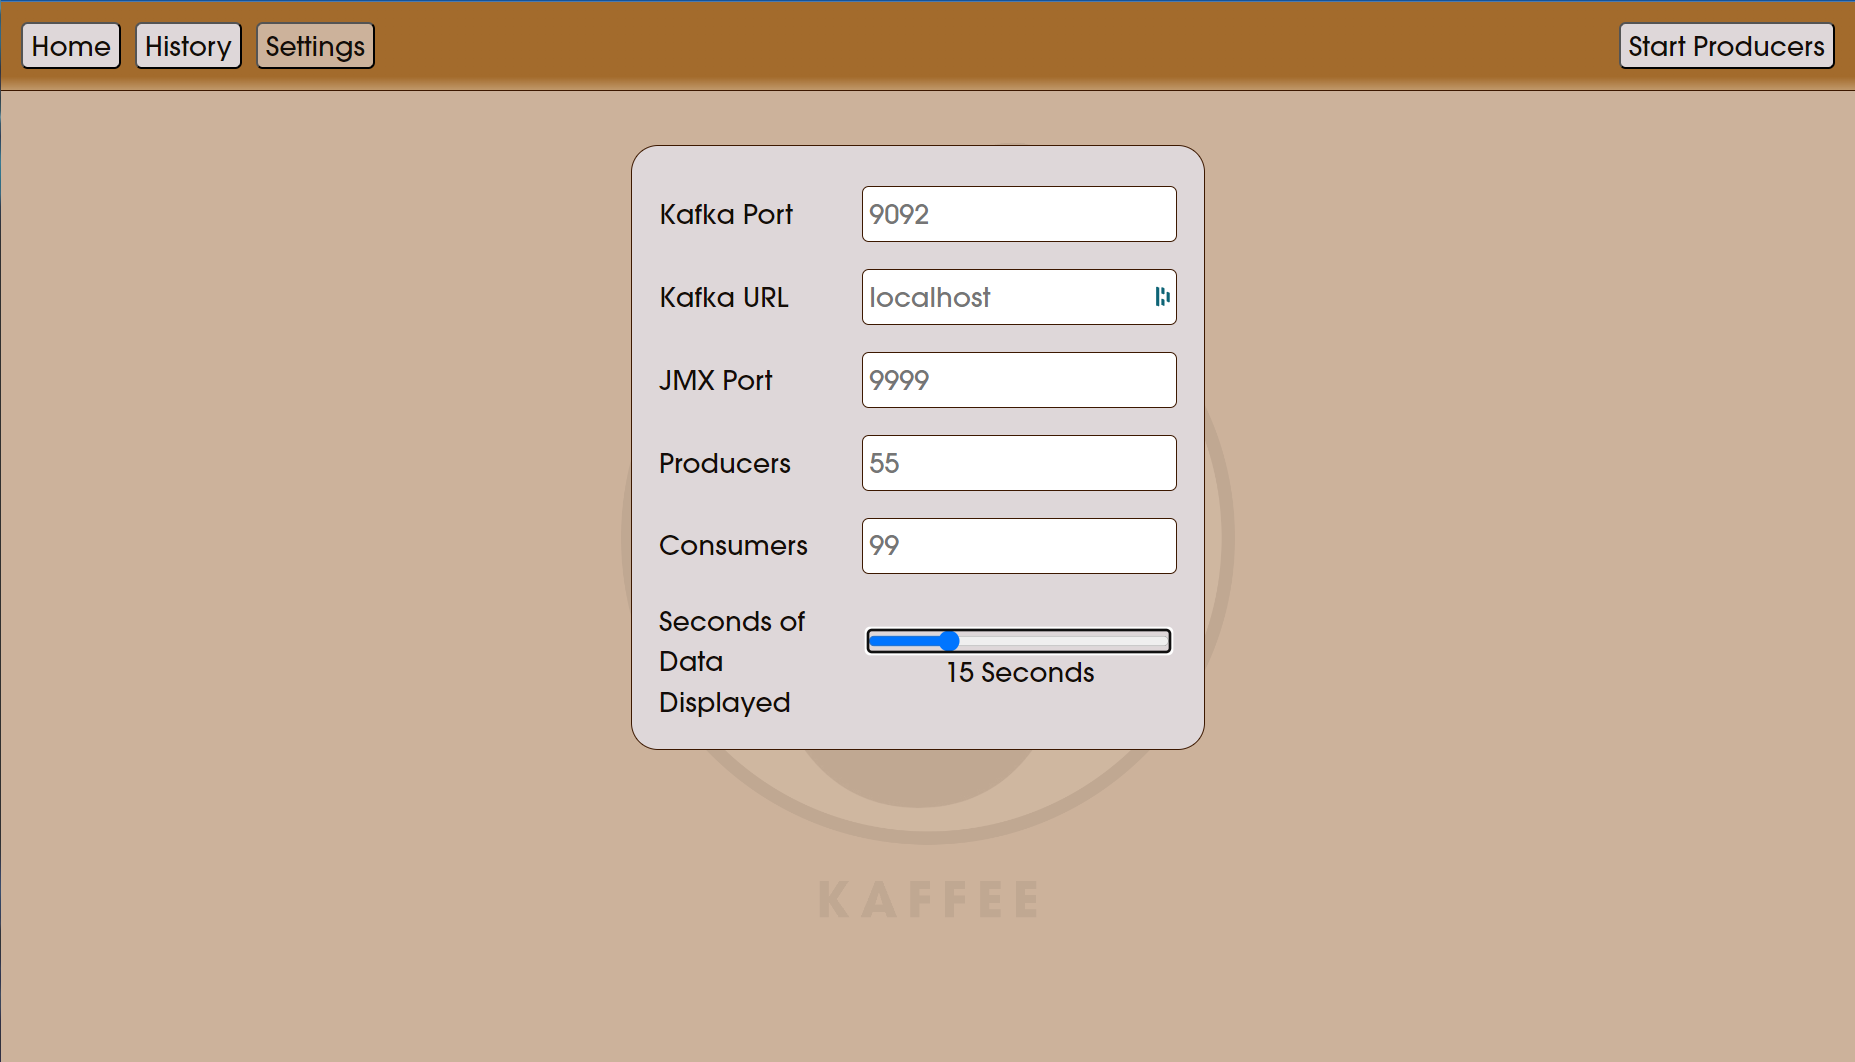 Home History Settings Start Producers
Kafka Port 9092
Kafka URL localhost
JMX Port 9999
Producers 55
Consumers 99
Seconds of
Data
Displayed
15 Seconds
KAFFEE